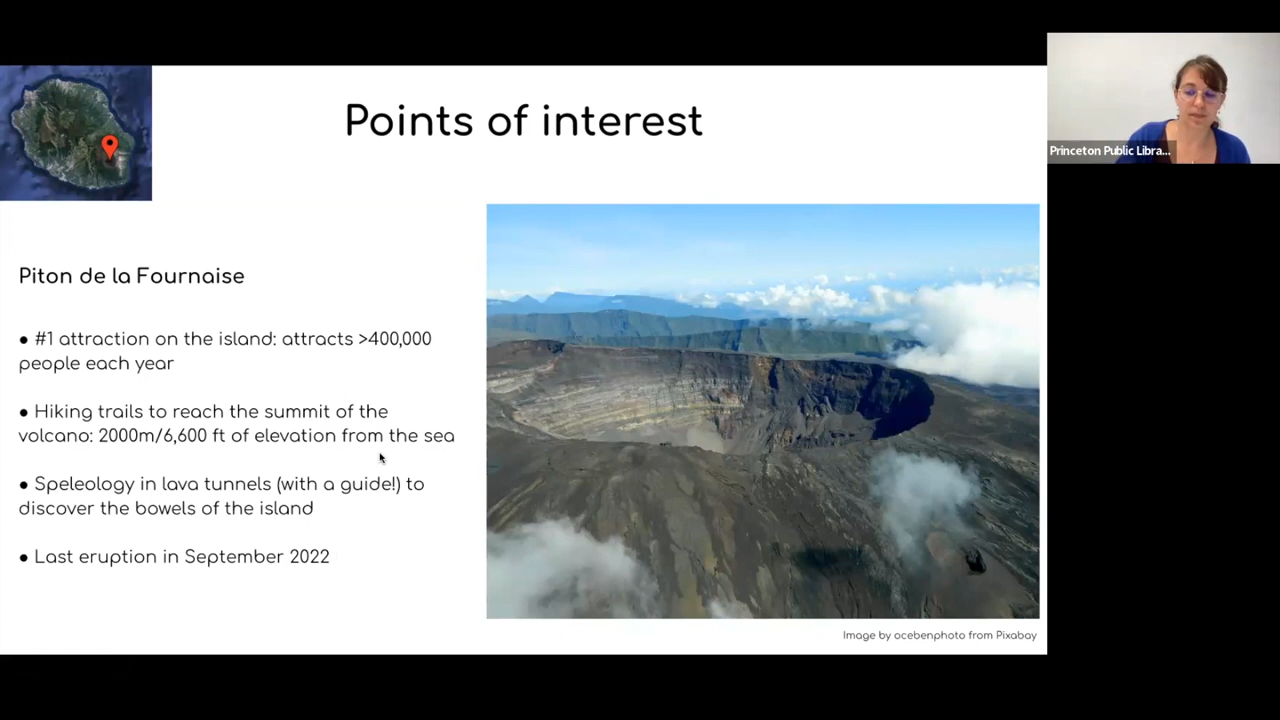 Points of interest
Princeton Public Libra...
Piton de la Fournaise
● #1 attraction on the island: attracts >400,000
people each year
● Hiking trails to reach the summit of the
volcano: 2000m/6,600 ft of elevation from the sea
● Speleology in lava tunnels (with a guide!) to
discover the bowels of the island
● Last eruption in September 2022
Image by ocebenphoto from Pixabay